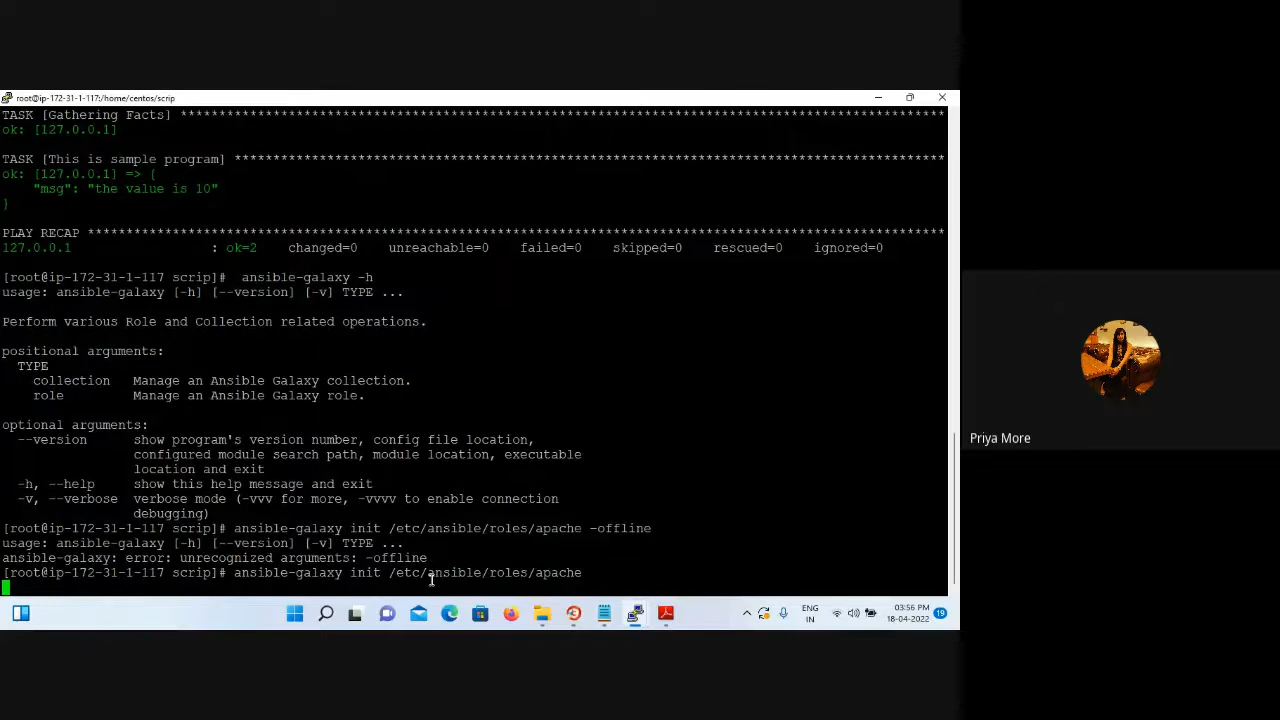 root@ip-172-31-1-117:/home/centos/scrip
TASK [Gathering Facts] *********************************************************************************************
ok: [127.0.0.1]
TASK [This is sample program] **************************************************************************************
ok: [127.0.0.1] => {
"msg": "the value is 10"
}
PLAY RECAP *********************************************************************************************************
127.0.0.1 : ok=2 changed=0 unreachable=0 failed=0 skipped=0 rescued=0 ignored=0
[root@ip-172-31-1-117 scrip]# ansible-galaxy -h
usage: ansible-galaxy [-h] [--version] [-v] TYPE ...
Perform various Role and Collection related operations.
positional arguments:
TYPE
collection Manage an Ansible Galaxy collection.
role Manage an Ansible Galaxy role.
optional arguments:
--version show program's version number, config file location,
configured module search path, module location, executable
location and exit
-h, --help show this help message and exit
-v, --verbose verbose mode (-vvv for more, -vvvv to enable connection
debugging)
[root@ip-172-31-1-117 scrip]# ansible-galaxy init /etc/ansible/roles/apache -offline
usage: ansible-galaxy [-h] [--version] [-v] TYPE ...
ansible-galaxy: error: unrecognized arguments: -offline
[root@ip-172-31-1-117 scrip]# ansible-galaxy init /etc/ansible/roles/apache
Priya More
ENG
IN
03:56 PM
18-04-2022
19